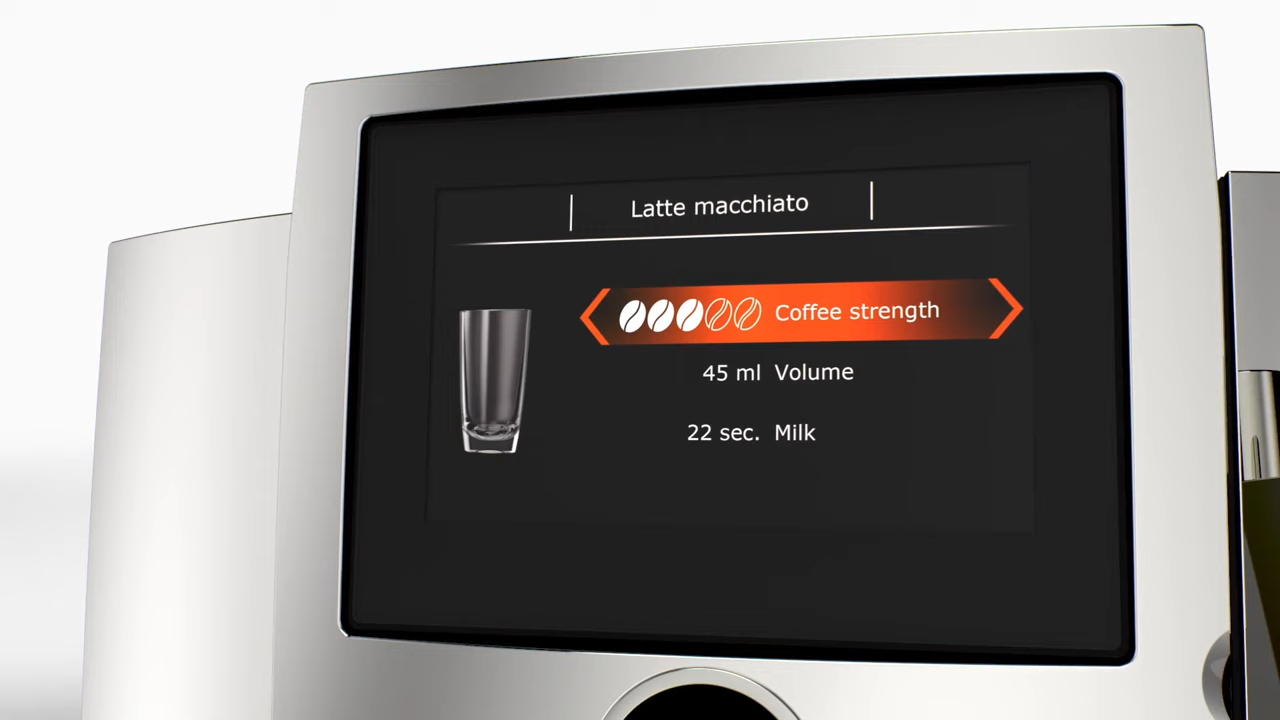 Latte macchiato
Coffee strength
45 ml Volume
22 sec. Milk